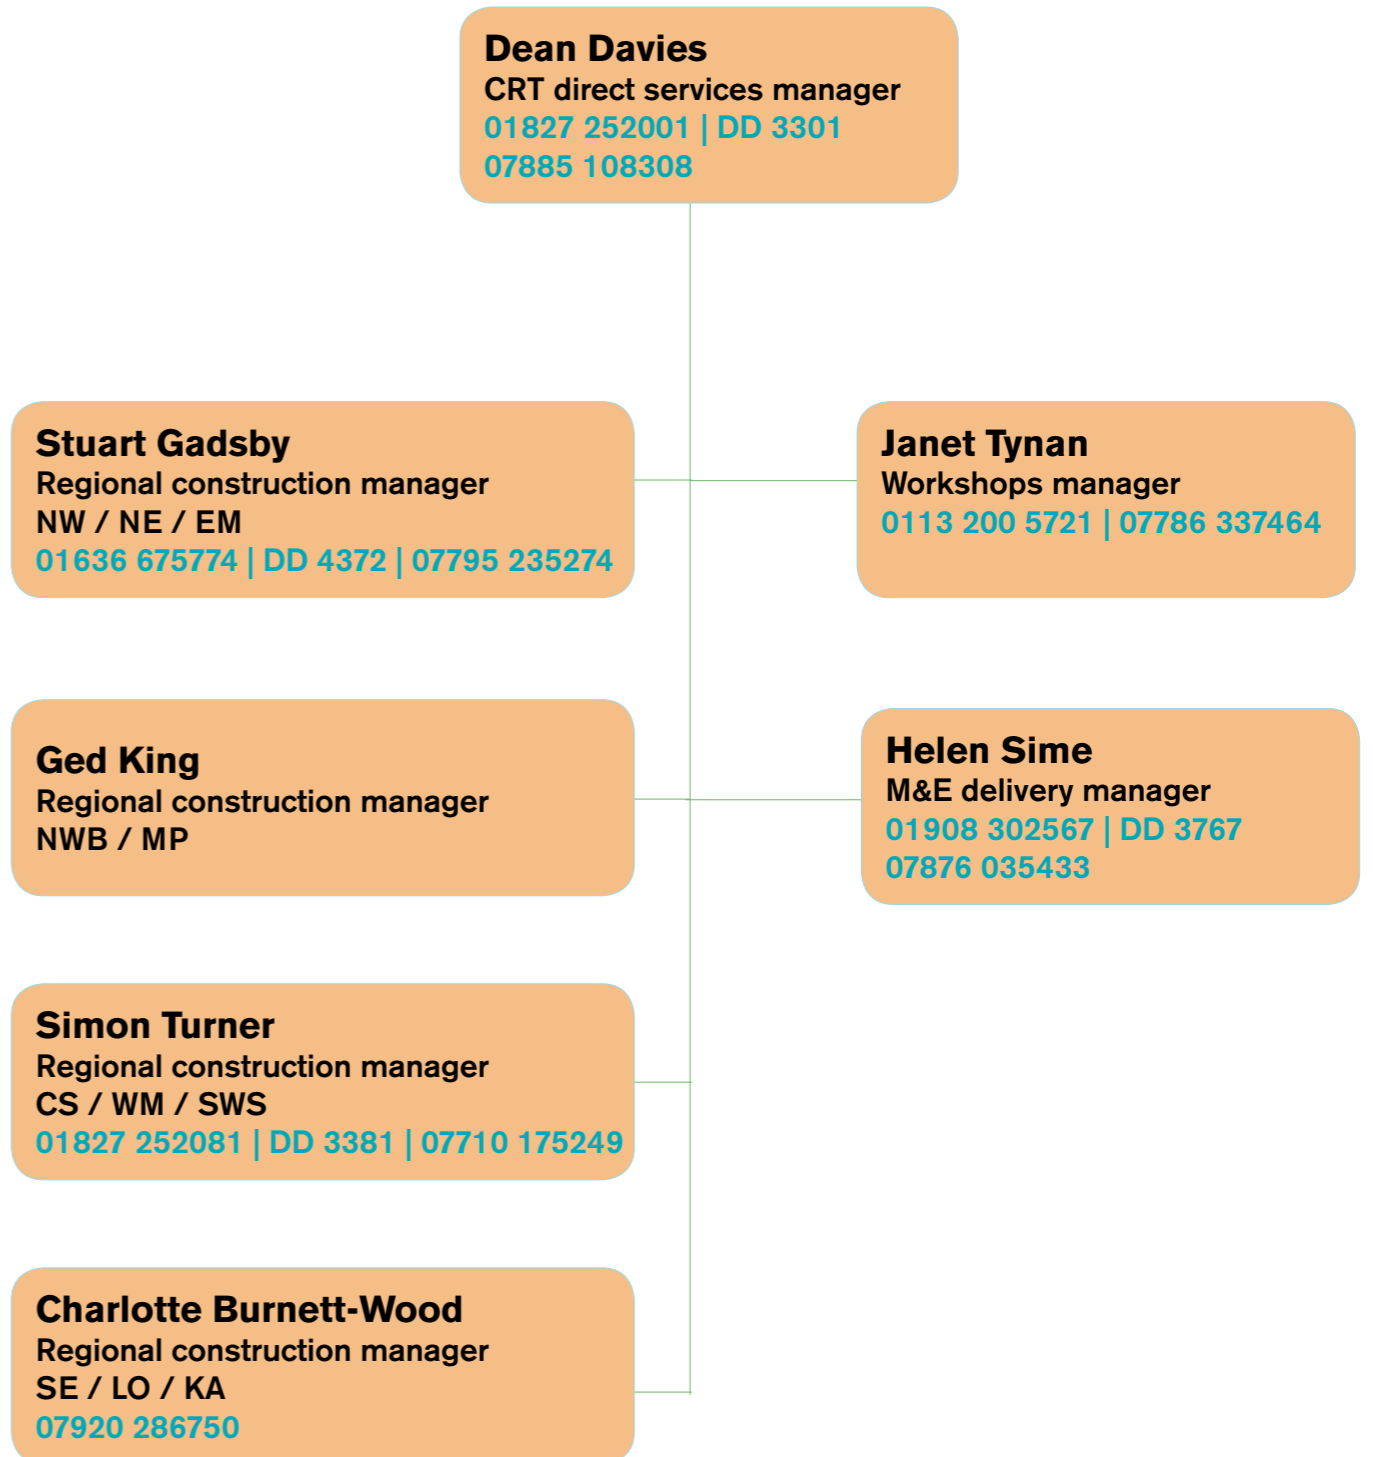 Dean Davies
CRT direct services manager
01827 252001 | DD 3301
07885 108308
Stuart Gadsby
Regional construction manager
NW / NE / EM
01636 675774 | DD 4372 | 07795 235274
Janet Tynan
Workshops manager
0113 200 5721 | 07786 337464
Ged King
Regional construction manager
NWB / MP
Helen Sime
M&E delivery manager
01908 302567 | DD 3767
07876 035433
Simon Turner
Regional construction manager
CS / WM / SWS
01827 252081 | DD 3381 | 07710 175249
Charlotte Burnett-Wood
Regional construction manager
SE / LO / KA
07920 286750